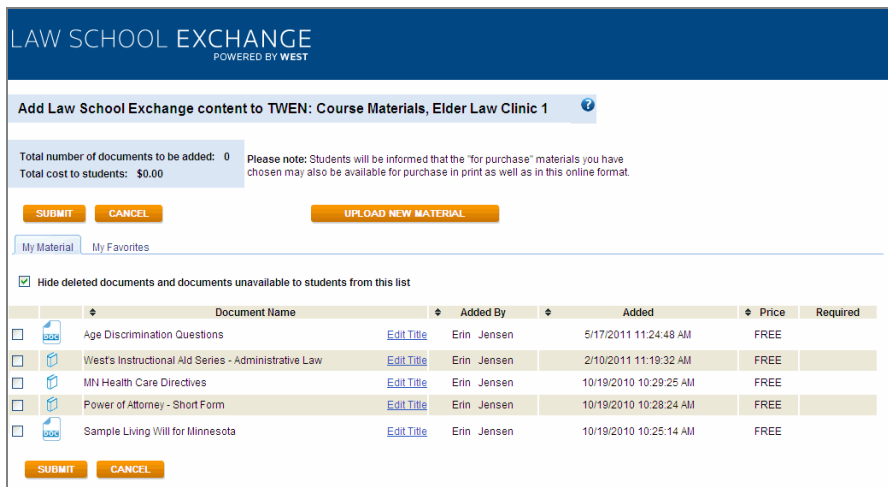 LAW SCHOOL EXCHANGE
POWERED BY WEST
Add Law School Exchange content to TWEN: Course Materials, Elder Law Clinic 1 ?
Total number of documents to be added: 0
Total cost to students: $0.00
Please note: Students will be informed that the "for purchase" materials you have
chosen may also be available for purchase in print as well as in this online format.
SUBMIT CANCEL UPLOAD NEW MATERIAL
My Material My Favorites
Hide deleted documents and documents unavailable to students from this list
Document Name Added By Added Price Required
DOC Age Discrimination Questions Edit Title Erin Jensen 5/17/2011 11:24:48 AM FREE
West's Instructional Aid Series - Administrative Law Edit Title Erin Jensen 2/10/2011 11:19:32 AM FREE
MN Health Care Directives Edit Title Erin Jensen 10/19/2010 10:29:25 AM FREE
Power of Attorney - Short Form Edit Title Erin Jensen 10/19/2010 10:28:24 AM FREE
DOC Sample Living Will for Minnesota Edit Title Erin Jensen 10/19/2010 10:25:14 AM FREE
SUBMIT CANCEL